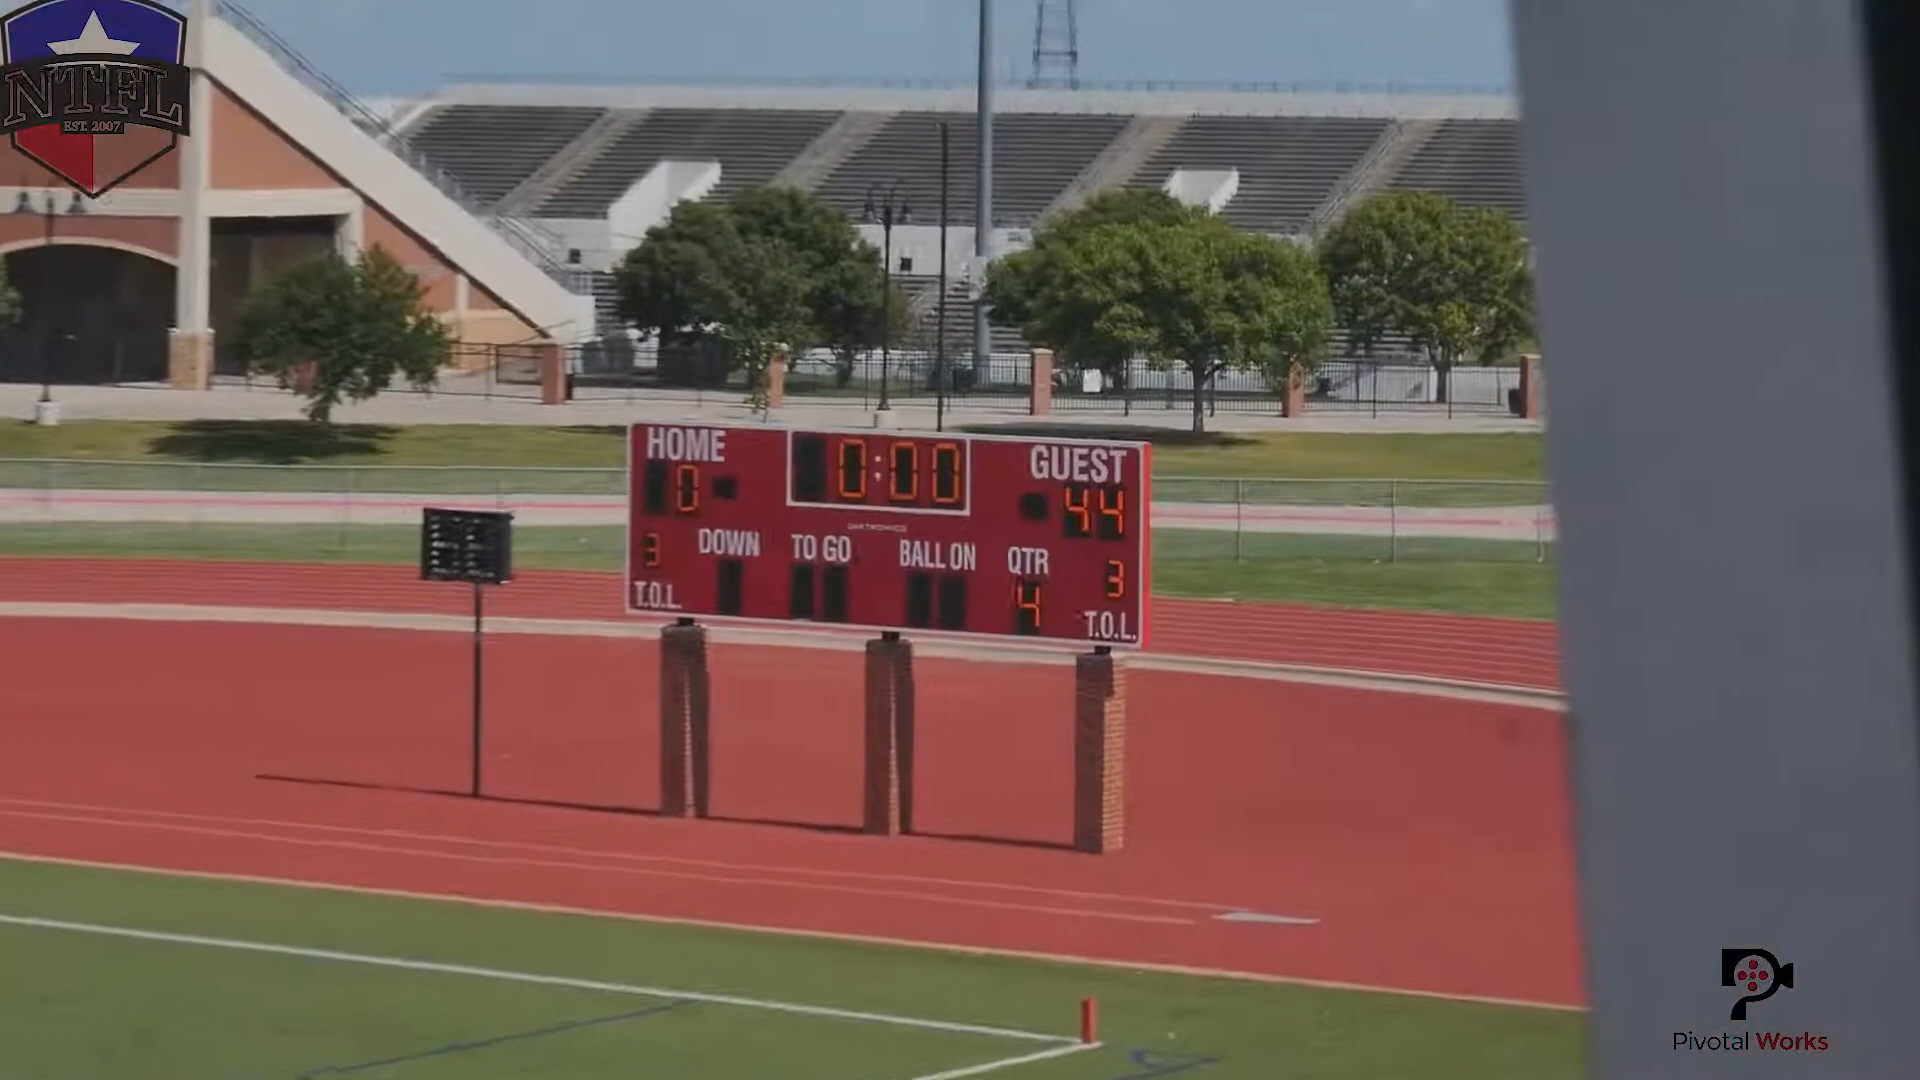 NTFL
EST. 2007
HOME 0:00 GUEST
0 44
DAKTRONICS
3 DOWN TO GO BALL ON QTR 3
T.O.L. 4 T.O.L.
Pivotal Works